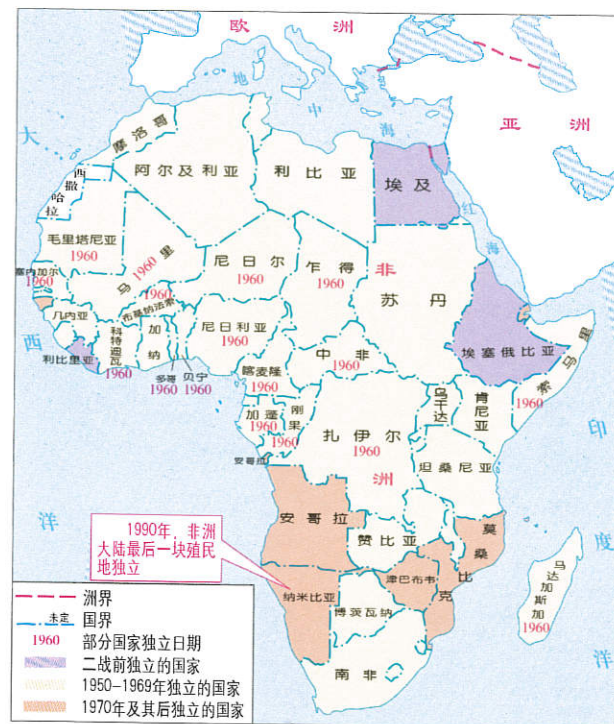 欧洲
地中海
亚洲
大西洋
摩洛哥
阿尔及利亚
利比亚
埃及
红海
西撒哈拉
毛里塔尼亚
1960
马里
1960
尼日尔
1960
乍得
1960
非洲
苏丹
塞内加尔
1960
几内亚
布基纳法索
1960
利比里亚
科特迪瓦
1960
加纳
多哥
1960
贝宁
1960
尼日利亚
1960
喀麦隆
1960
中非
1960
埃塞俄比亚
索马里
1960
加蓬
1960
刚果
1960
扎伊尔
1960
乌干达
肯尼亚
坦桑尼亚
安哥拉
安哥拉
赞比亚
莫桑比克
津巴布韦
马达加斯加
1960
纳米比亚
博茨瓦纳
南非
印度洋
1990年，非洲
大陆最后一块殖民
地独立
洲界
未定 国界
1960 部分国家独立日期
二战前独立的国家
1950-1969年独立的国家
1970年及其后独立的国家